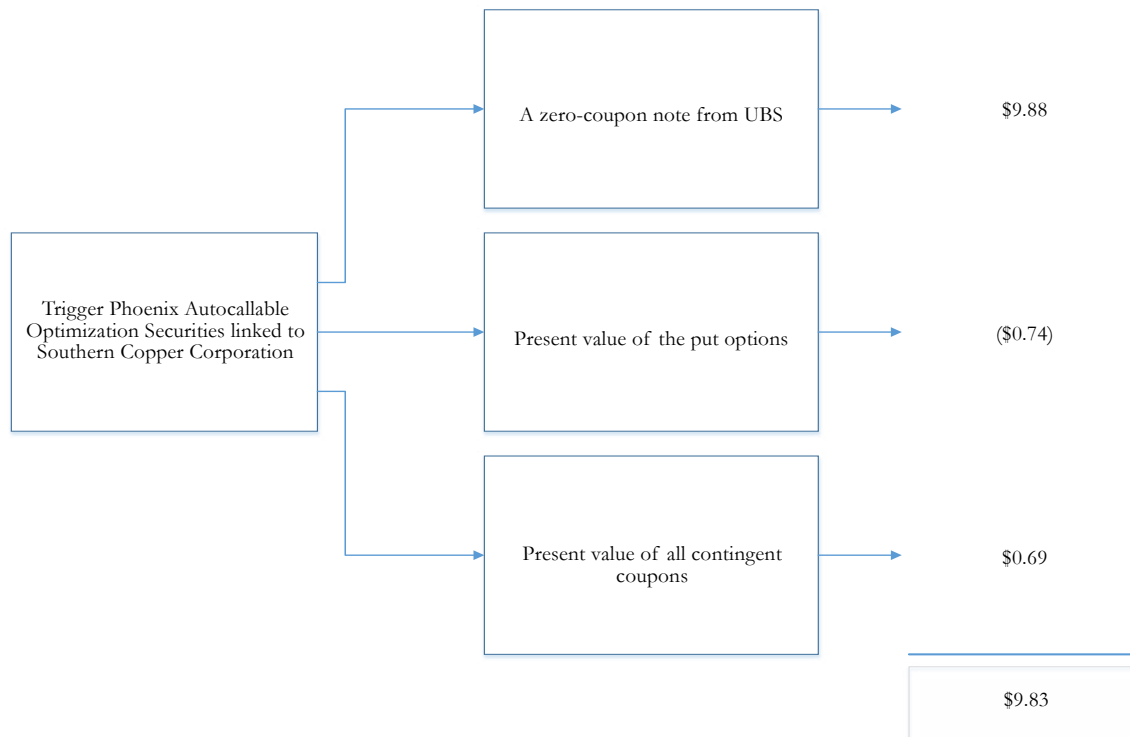 A zero-coupon note from UBS
$9.88
Trigger Phoenix Autocallable
Optimization Securities linked to
Southern Copper Corporation
Present value of the put options
($0.74)
Present value of all contingent
coupons
$0.69
$9.83